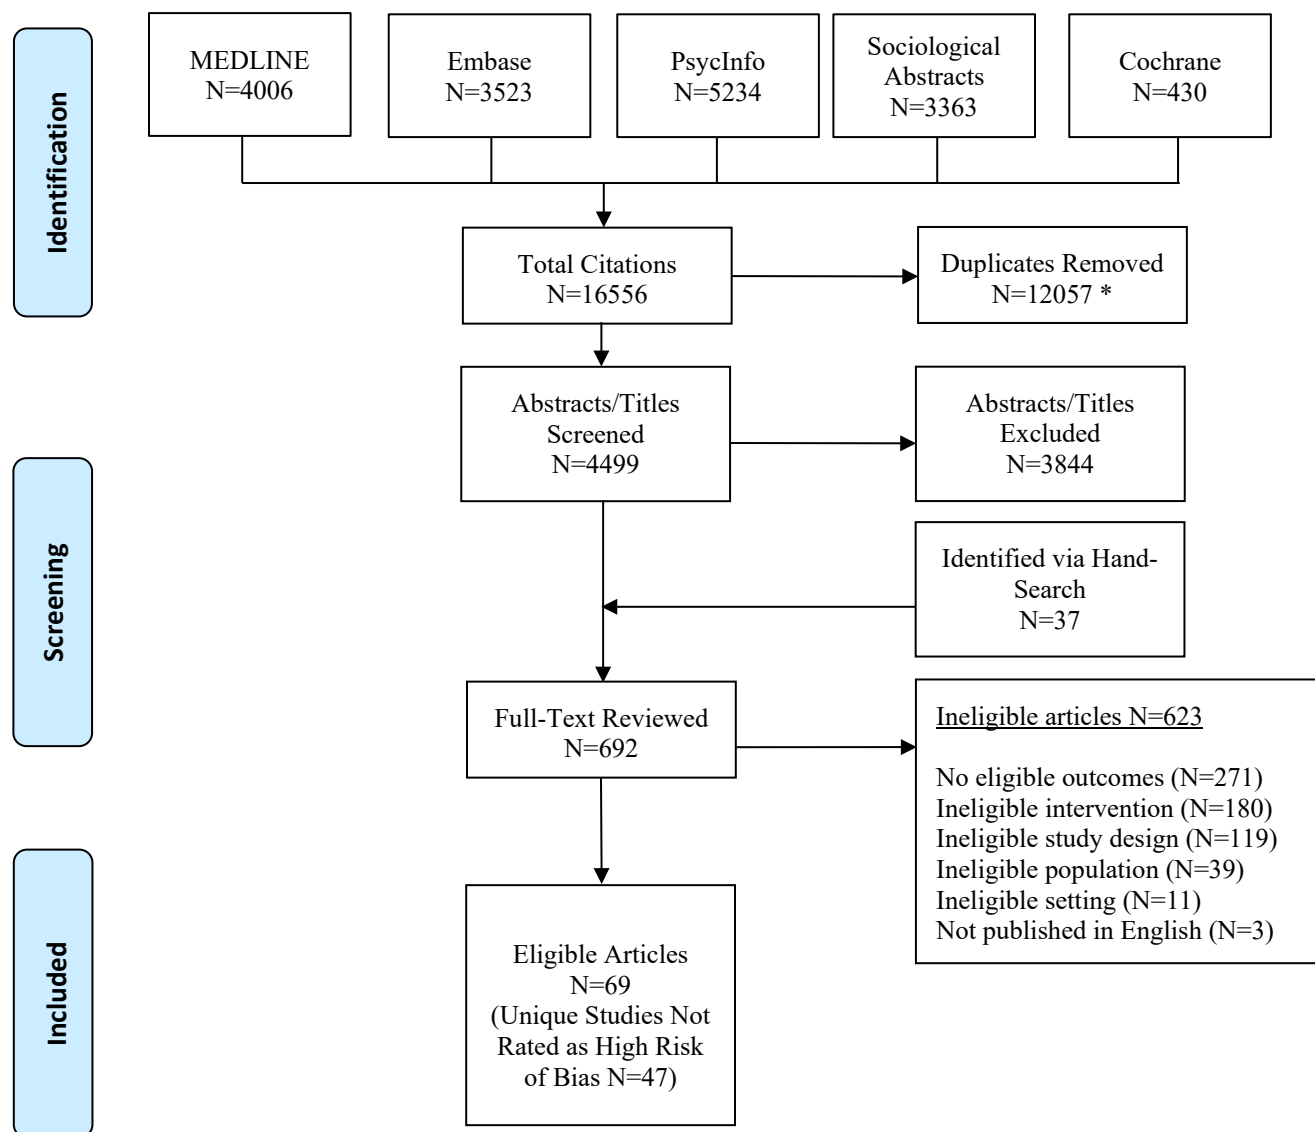 Identification
MEDLINE
N=4006
Embase
N=3523
PsycInfo
N=5234
Sociological
Abstracts
N=3363
Cochrane
N=430
Total Citations
N=16556
Duplicates Removed
N=12057 *
Screening
Abstracts/Titles
Screened
N=4499
Abstracts/Titles
Excluded
N=3844
Identified via Hand-
Search
N=37
Full-Text Reviewed
N=692
Ineligible articles N=623
No eligible outcomes (N=271)
Ineligible intervention (N=180)
Ineligible study design (N=119)
Ineligible population (N=39)
Ineligible setting (N=11)
Not published in English (N=3)
Included
Eligible Articles
N=69
(Unique Studies Not
Rated as High Risk
of Bias N=47)